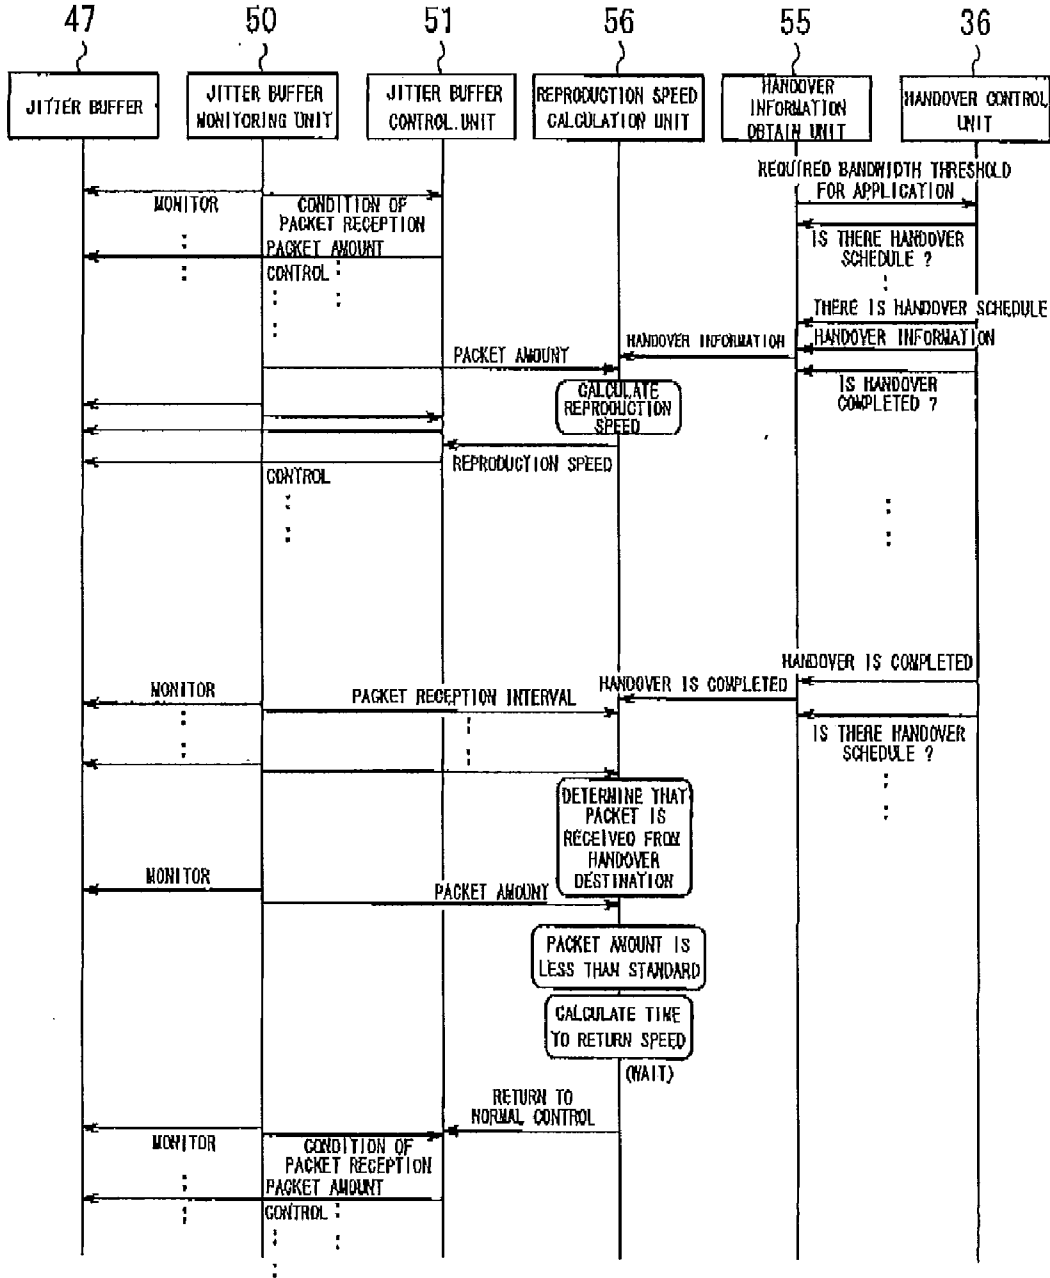 47
50
51
56
55
36
JITTER BUFFER
JITTER BUFFER
MONITORING UNIT
JITTER BUFFER
CONTROL.UNIT
REPRODUCTION SPEED
CALCULATION UNIT
HANDOVER
INFORMATION
OBTAIN UNIT
HANDOVER CONTROL
UNIT
REQUIRED BANDWIDTH THRESHOLD
FOR APPLICATION
MONITOR
CONDITION OF
PACKET RECEPTION
PACKET AMOUNT
CONTROL
IS THERE HANDOVER
SCHEDULE ?
THERE IS HANDOVER SCHEDULE
HANDOVER INFORMATION
HANDOVER INFORMATION
PACKET AMOUNT
IS HANDOVER
COMPLETED ?
CALCULATE
REPRODUCTION
SPEED
REPRODUCTION SPEED
CONTROL
HANDOVER IS COMPLETED
HANDOVER IS COMPLETED
MONITOR
PACKET RECEPTION INTERVAL
IS THERE HANDOVER
SCHEDULE ?
DETERMINE THAT
PACKET IS
RECEIVED FROM
HANDOVER
DESTINATION
MONITOR
PACKET AMOUNT
PACKET AMOUNT IS
LESS THAN STANDARD
CALCULATE TIME
TO RETURN SPEED
(WAIT)
RETURN TO
NORMAL CONTROL
MONITOR
CONDITION OF
PACKET RECEPTION
PACKET AMOUNT
CONTROL